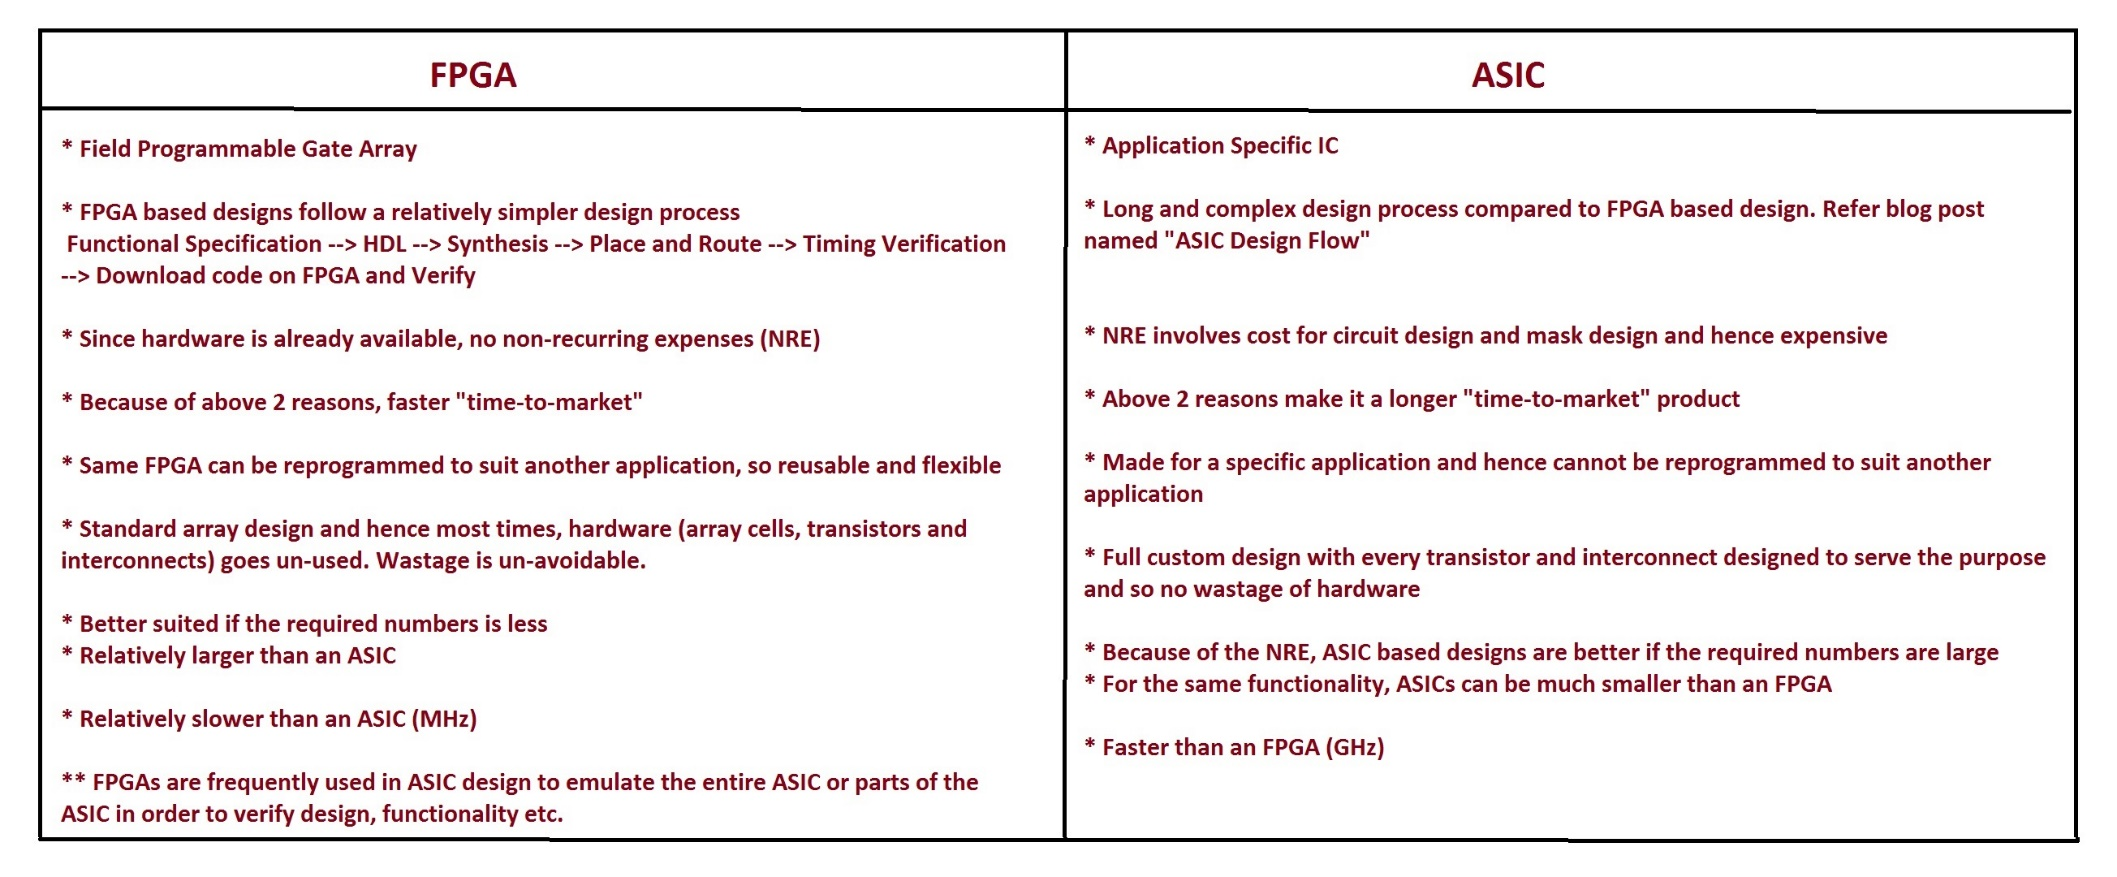 FPGA
* Field Programmable Gate Array
* FPGA based designs follow a relatively simpler design process
Functional Specification --> HDL --> Synthesis --> Place and Route --> Timing Verification
--> Download code on FPGA and Verify
* Since hardware is already available, no non-recurring expenses (NRE)
* Because of above 2 reasons, faster "time-to-market"
* Same FPGA can be reprogrammed to suit another application, so reusable and flexible
* Standard array design and hence most times, hardware (array cells, transistors and
interconnects) goes un-used. Wastage is un-avoidable.
* Better suited if the required numbers is less
* Relatively larger than an ASIC
* Relatively slower than an ASIC (MHz)
** FPGAs are frequently used in ASIC design to emulate the entire ASIC or parts of the
ASIC in order to verify design, functionality etc.
ASIC
* Application Specific IC
* Long and complex design process compared to FPGA based design. Refer blog post
named "ASIC Design Flow"
* NRE involves cost for circuit design and mask design and hence expensive
* Above 2 reasons make it a longer "time-to-market" product
* Made for a specific application and hence cannot be reprogrammed to suit another
application
* Full custom design with every transistor and interconnect designed to serve the purpose
and so no wastage of hardware
* Because of the NRE, ASIC based designs are better if the required numbers are large
* For the same functionality, ASICs can be much smaller than an FPGA
* Faster than an FPGA (GHz)